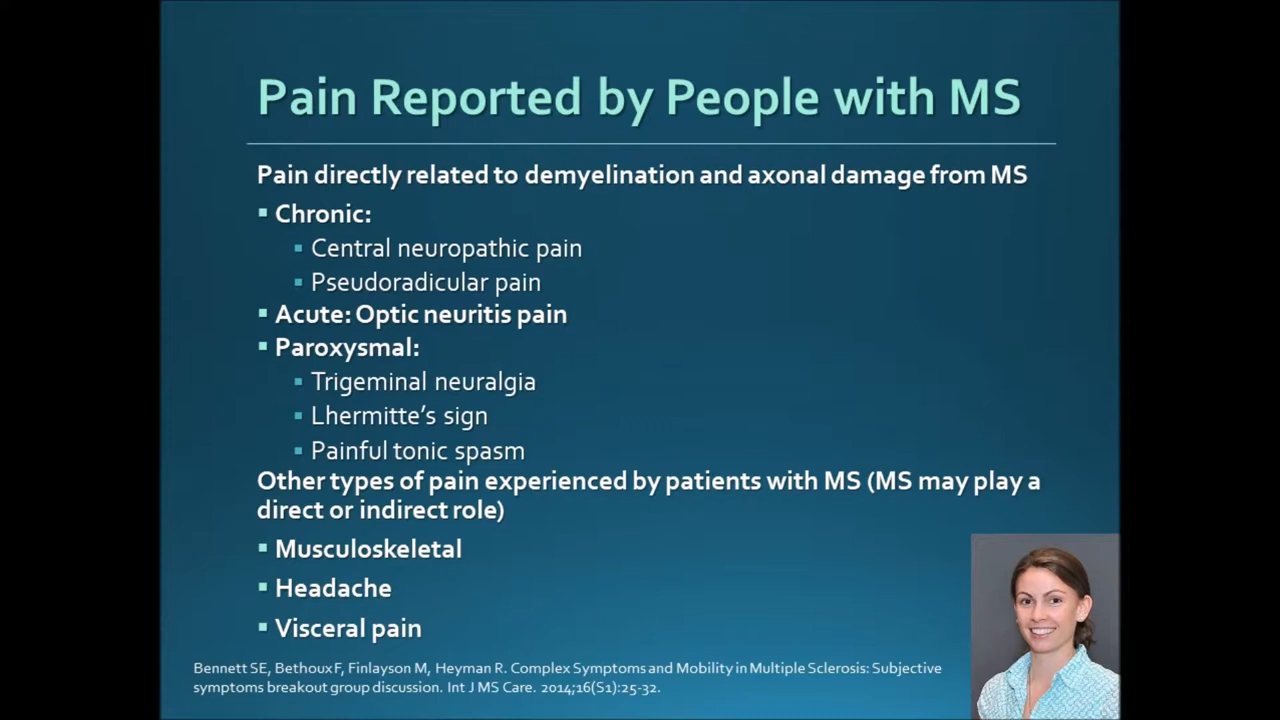 Pain Reported by People with MS
Pain directly related to demyelination and axonal damage from MS
Chronic:
Central neuropathic pain
Pseudoradicular pain
Acute: Optic neuritis pain
Paroxysmal:
Trigeminal neuralgia
Lhermitte's sign
Painful tonic spasm
Other types of pain experienced by patients with MS (MS may play a
direct or indirect role)
Musculoskeletal
Headache
Visceral pain
Bennett SE, Bethoux F, Finlayson M, Heyman R. Complex Symptoms and Mobility in Multiple Sclerosis: Subjective
symptoms breakout group discussion. Int J MS Care. 2014;16(S1):25-32.